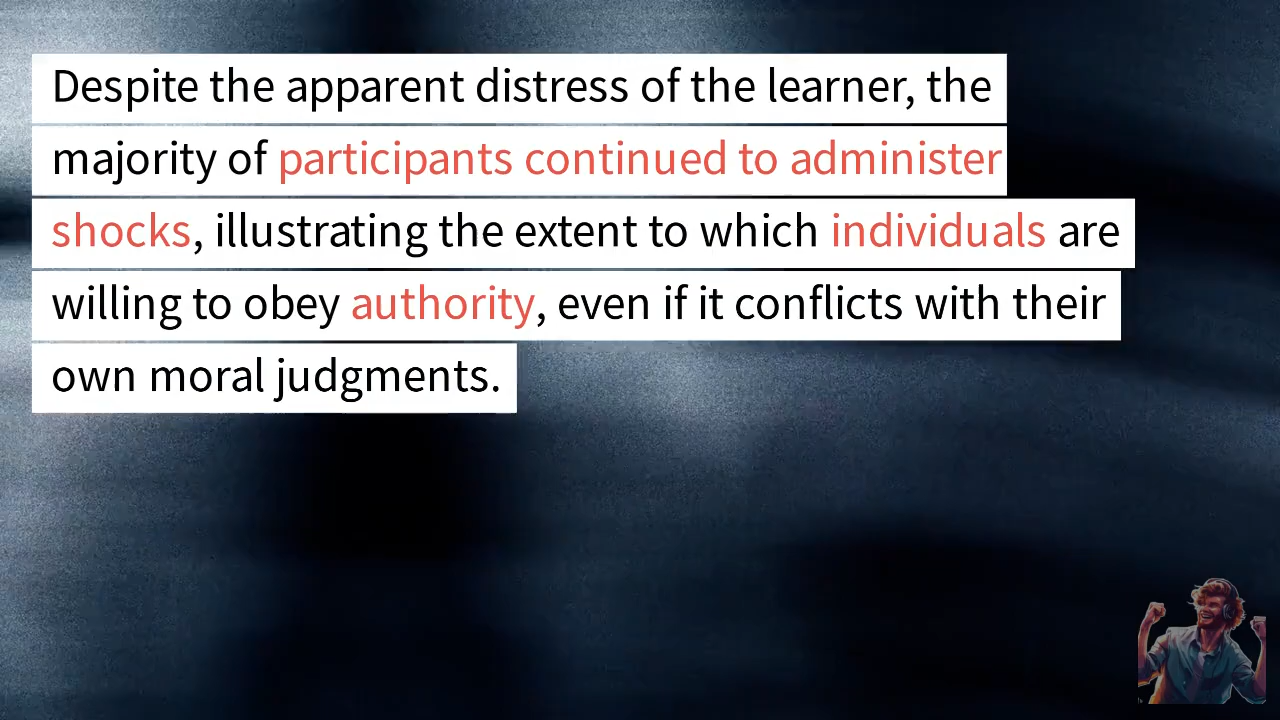 Despite the apparent distress of the learner, the
majority of participants continued to administer
shocks, illustrating the extent to which individuals are
willing to obey authority, even if it conflicts with their
own moral judgments.